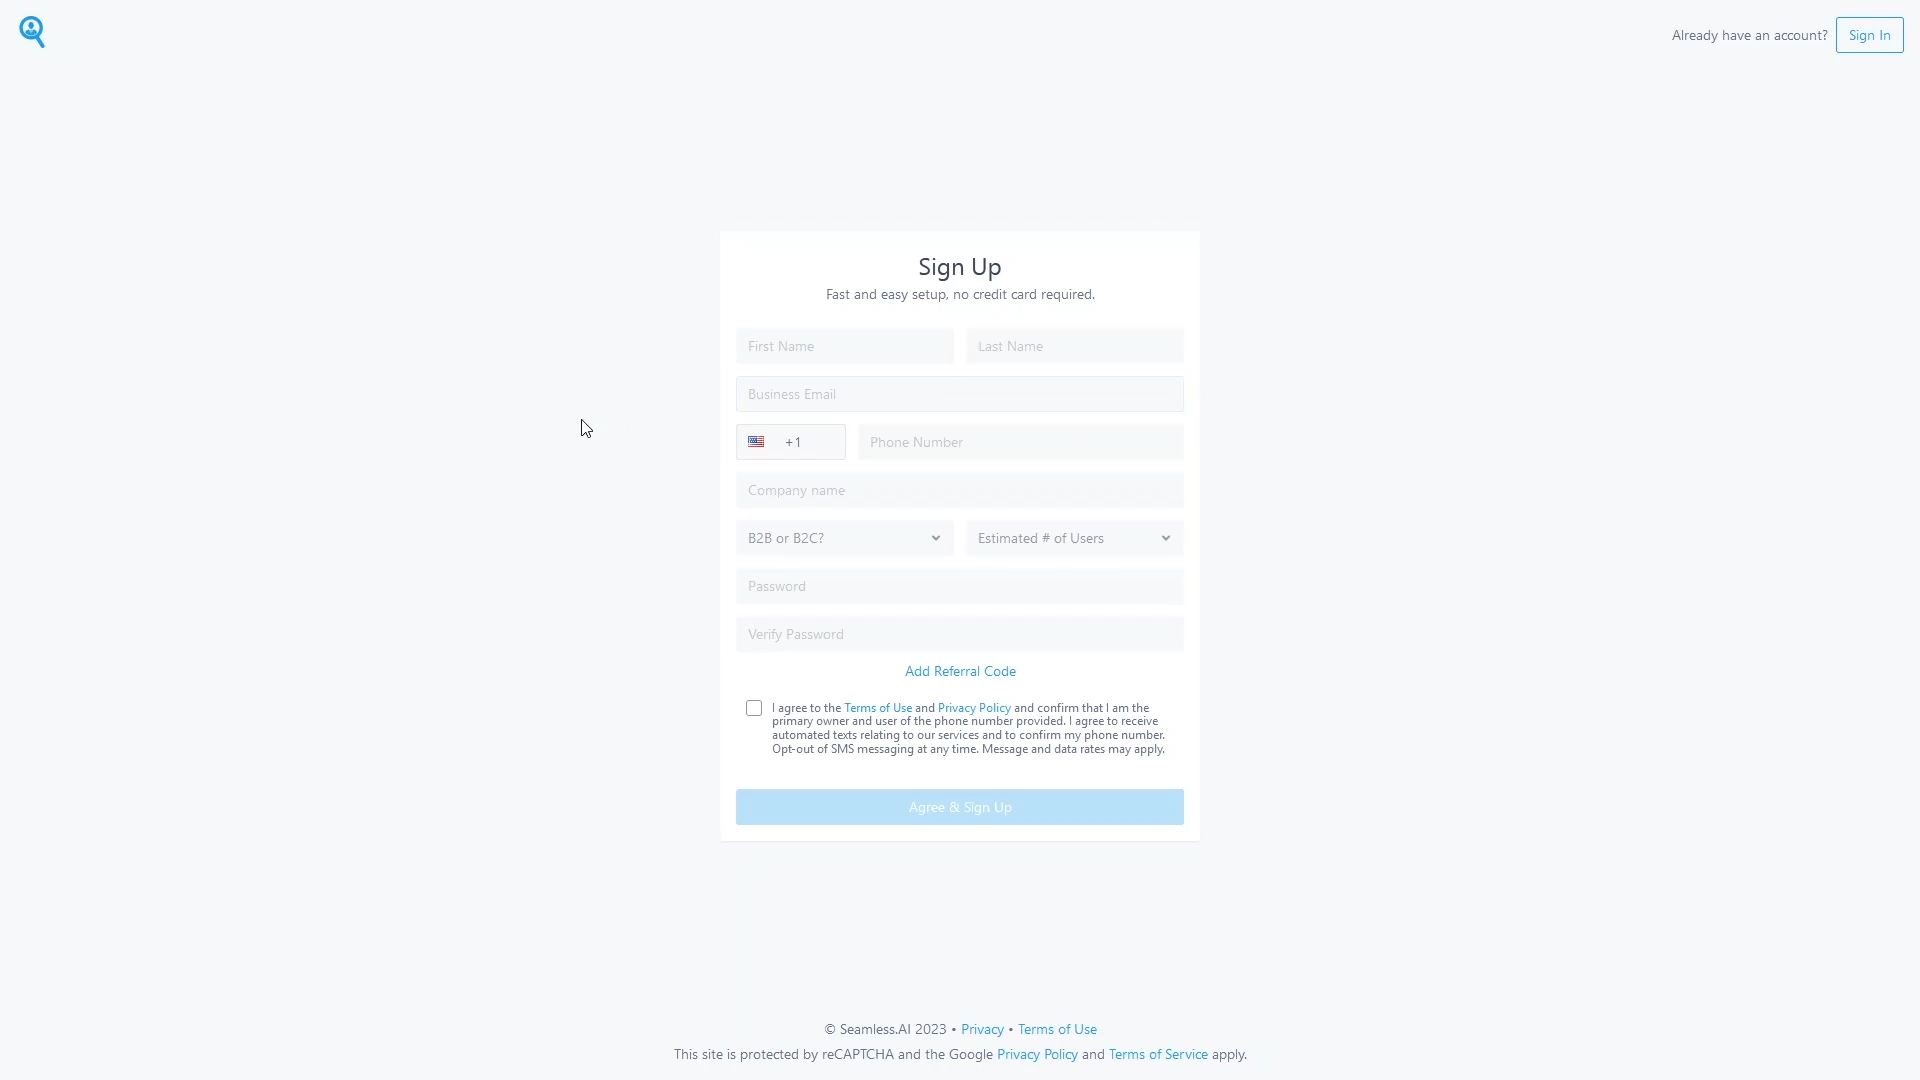 Already have an account? Sign In
Sign Up
Fast and easy setup, no credit card required.
First Name Last Name
Business Email
+1 Phone Number
Company name
B2B or B2C? Estimated # of Users
Password
Verify Password
Add Referral Code
I agree to the Terms of Use and Privacy Policy and confirm that I am the
primary owner and user of the phone number provided. I agree to receive
automated texts relating to our services and to confirm my phone number.
Opt-out of SMS messaging at any time. Message and data rates may apply.
Agree & Sign Up
© Seamless.AI 2023 • Privacy • Terms of Use
This site is protected by reCAPTCHA and the Google Privacy Policy and Terms of Service apply.